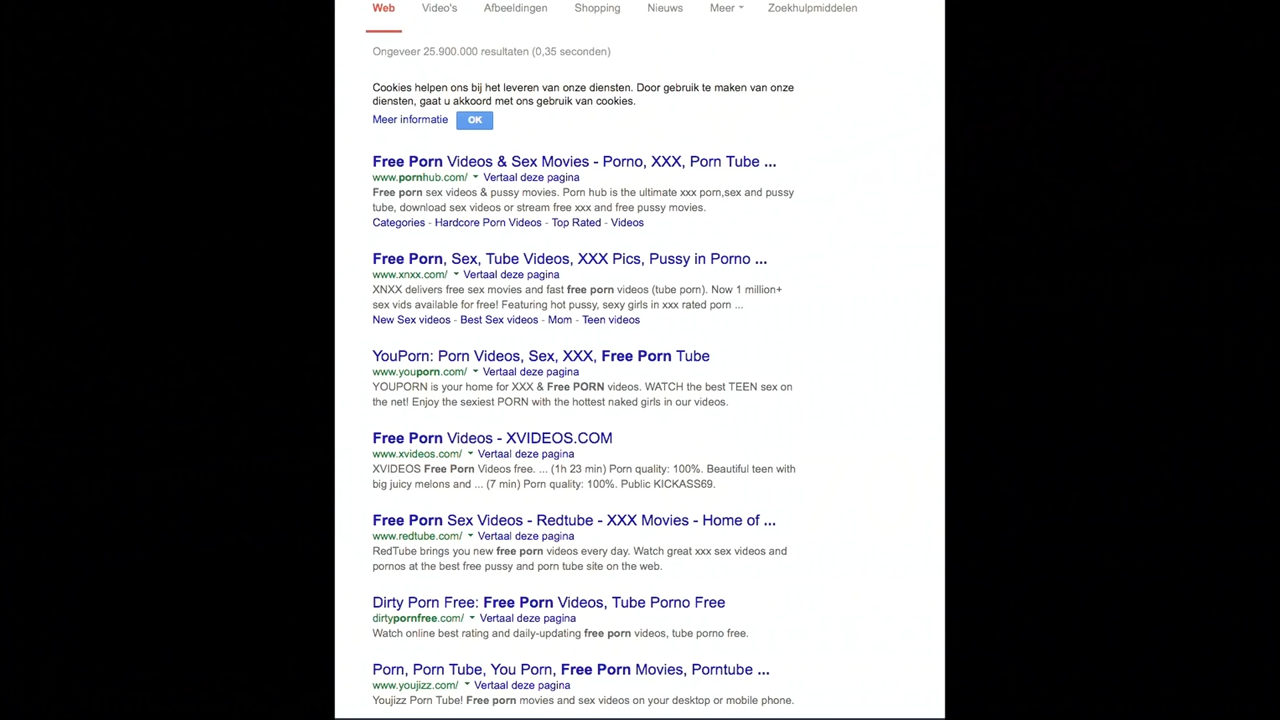 Web Video's Afbeeldingen Shopping Nieuws Meer Zoekhulpmiddelen
Ongeveer 25.900.000 resultaten (0,35 seconden)
Cookies helpen ons bij het leveren van onze diensten. Door gebruik te maken van onze
diensten, gaat u akkoord met ons gebruik van cookies.
Meer informatie OK
Free Porn Videos & Sex Movies - Porno, XXX, Porn Tube ...
www.pornhub.com/ Vertaal deze pagina
Free porn sex videos & pussy movies. Porn hub is the ultimate xxx porn,sex and pussy
tube, download sex videos or stream free xxx and free pussy movies.
Categories - Hardcore Porn Videos - Top Rated - Videos
Free Porn, Sex, Tube Videos, XXX Pics, Pussy in Porno ...
www.xnxx.com/ Vertaal deze pagina
XNXX delivers free sex movies and fast free porn videos (tube porn). Now 1 million+
sex vids available for free! Featuring hot pussy, sexy girls in xxx rated porn ...
New Sex videos - Best Sex videos - Mom - Teen videos
YouPorn: Porn Videos, Sex, XXX, Free Porn Tube
www.youporn.com/ Vertaal deze pagina
YOUPORN is your home for XXX & Free PORN videos. WATCH the best TEEN sex on
the net! Enjoy the sexiest PORN with the hottest naked girls in our videos.
Free Porn Videos - XVIDEOS.COM
www.xvideos.com/ Vertaal deze pagina
XVIDEOS Free Porn Videos free. ... (1h 23 min) Porn quality: 100%. Beautiful teen with
big juicy melons and ... (7 min) Porn quality: 100%. Public KICKASS69.
Free Porn Sex Videos - Redtube - XXX Movies - Home of ...
www.redtube.com/ Vertaal deze pagina
RedTube brings you new free porn videos every day. Watch great xxx sex videos and
pornos at the best free pussy and porn tube site on the web.
Dirty Porn Free: Free Porn Videos, Tube Porno Free
dirtypornfree.com/ Vertaal deze pagina
Watch online best rating and daily-updating free porn videos, tube porno free.
Porn, Porn Tube, You Porn, Free Porn Movies, Porntube ...
www.youjizz.com/ Vertaal deze pagina
Youjizz Porn Tube! Free porn movies and sex videos on your desktop or mobile phone.